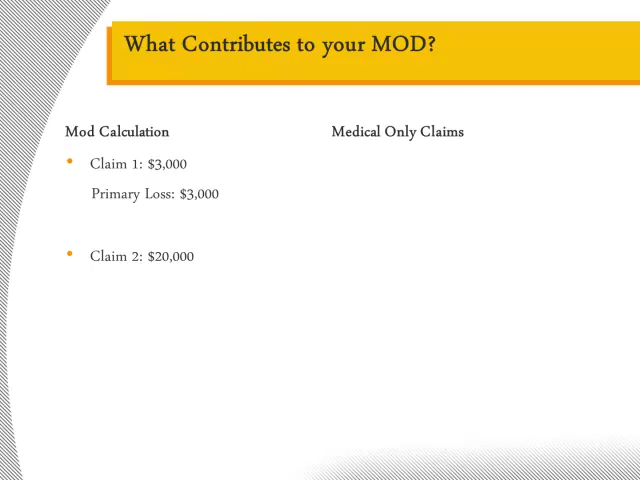 What Contributes to your MOD?
Mod Calculation
Claim 1: $3,000
Primary Loss: $3,000
Claim 2: $20,000
Medical Only Claims